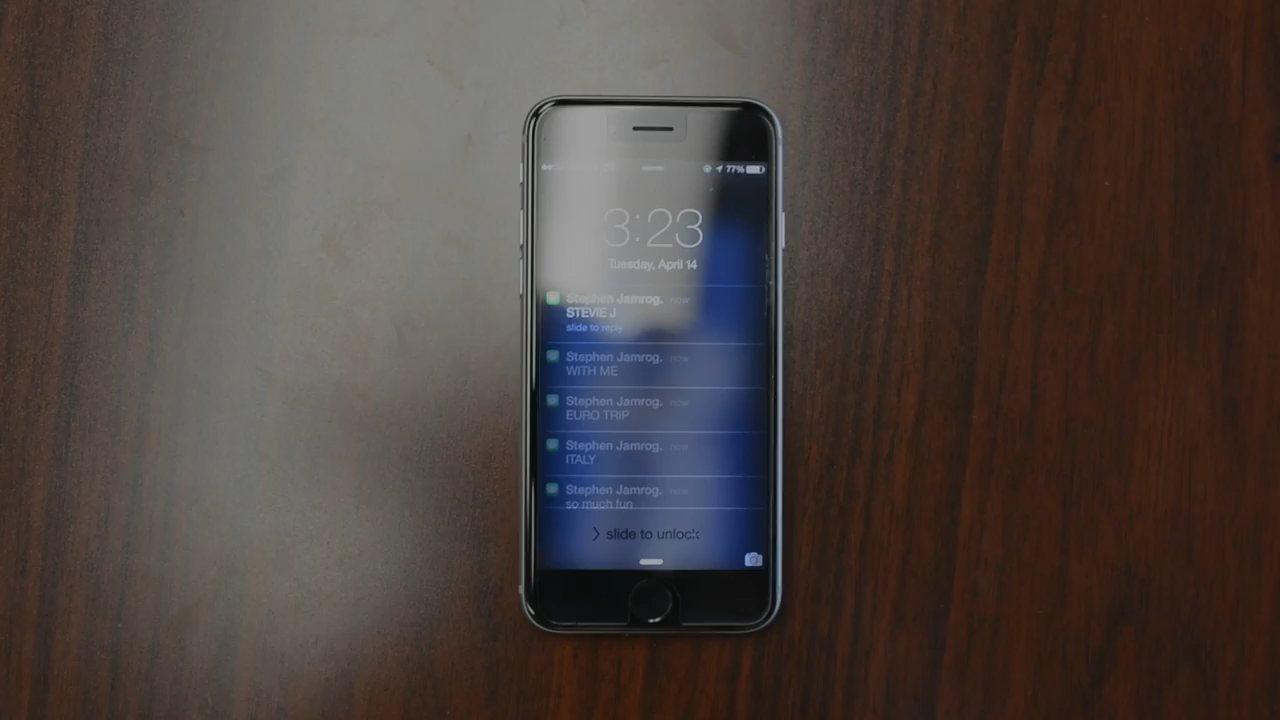 77%
3:23
Tuesday, April 14
Stephen Jamrog. now
STEVIE J
slide to reply
Stephen Jamrog. now
WITH ME
Stephen Jamrog. now
EURO TRIP
Stephen Jamrog. now
ITALY
Stephen Jamrog. now
so much fun
> slide to unlock